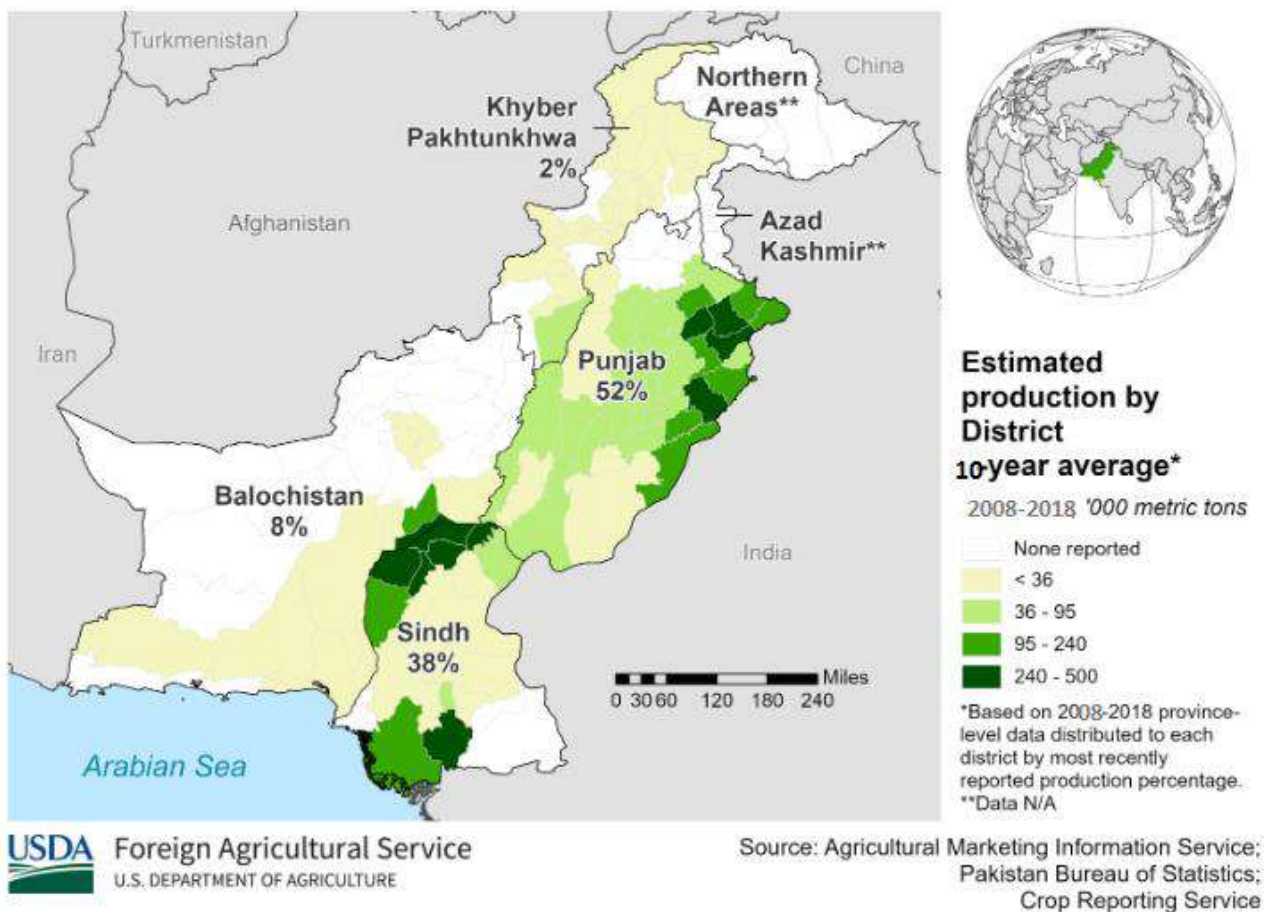 Turkmenistan
China
Northern
Areas**
Khyber
Pakhtunkhwa
2%
Afghanistan
Azad
Kashmir**
Iran
Punjab
52%
Balochistan
8%
India
Sindh
38%
Miles
0 30 60 120 180 240
Arabian Sea
Estimated
production by
District
10-year average*
2008-2018 '000 metric tons
None reported
< 36
36 - 95
95 - 240
240 - 500
*Based on 2008-2018 province-
level data distributed to each
district by most recently
reported production percentage.
**Data N/A
USDA
Foreign Agricultural Service
U.S. DEPARTMENT OF AGRICULTURE
Source: Agricultural Marketing Information Service;
Pakistan Bureau of Statistics;
Crop Reporting Service